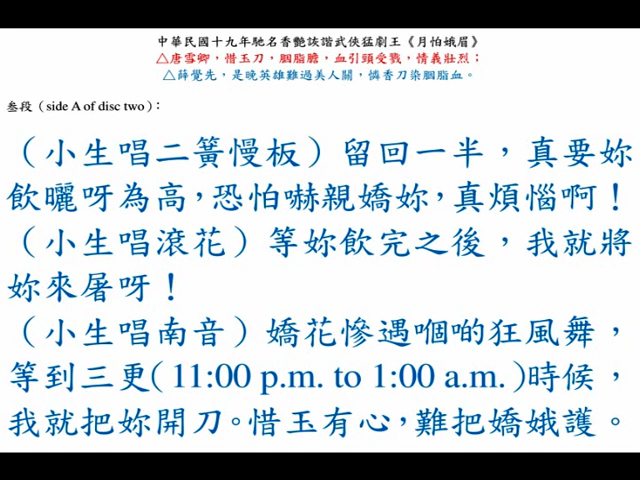 中華民國十九年馳名香艷詼諧武俠猛劇王《月怕娥眉》
△唐雪卿，惜玉刀，胭脂膽，血引頸受戮，情義壯烈；
△薛覺先，是晚英雄難過美人關，憐香刀染胭脂血。
叁段（side A of disc two）：
（小生唱二簧慢板）留回一半，真要妳
飲曬呀為高，恐怕嚇親嬌妳，真煩惱啊！
（小生唱滾花）等妳飲完之後，我就將
妳來屠呀！
（小生唱南音）嬌花慘遇嗰啲狂風舞，
等到三更(11:00 p.m. to 1:00 a.m.)時候，
我就把妳開刀。惜玉有心，難把嬌娥護。